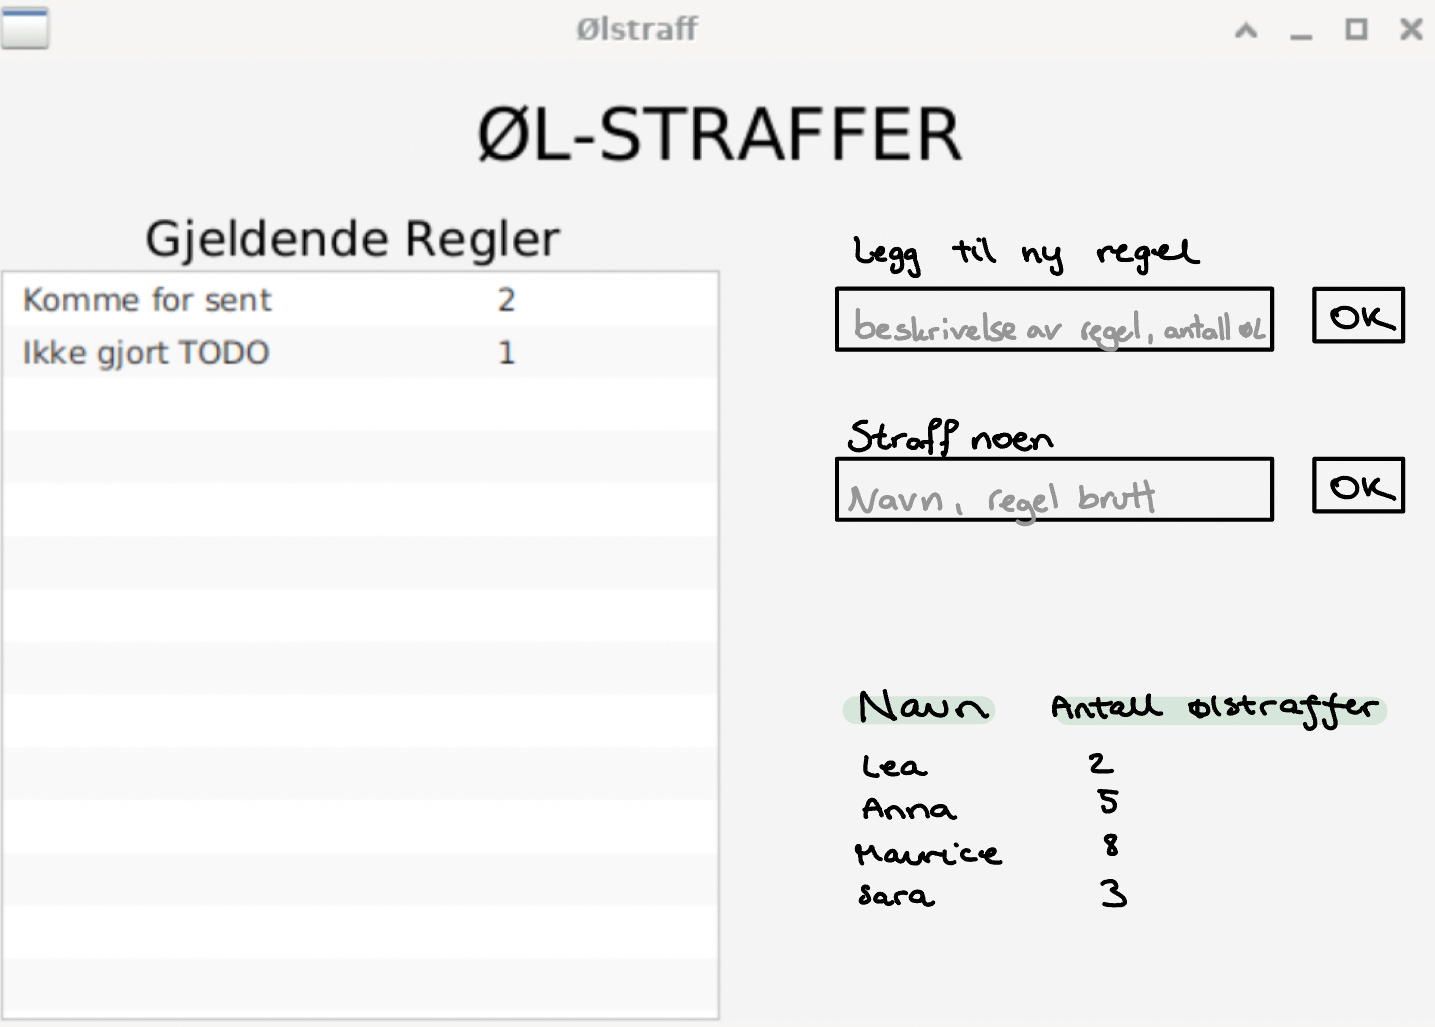 Ølstraff
ØL-STRAFFER
Gjeldende Regler
Komme for sent 2
Ikke gjort TODO 1
Legg til ny regel
beskrivelse av regel, antall øl OK
Straff noen
Navn, regel brutt OK
Navn Antall ølstraffer
Lea 2
Anna 5
Maurice 8
Sara 3